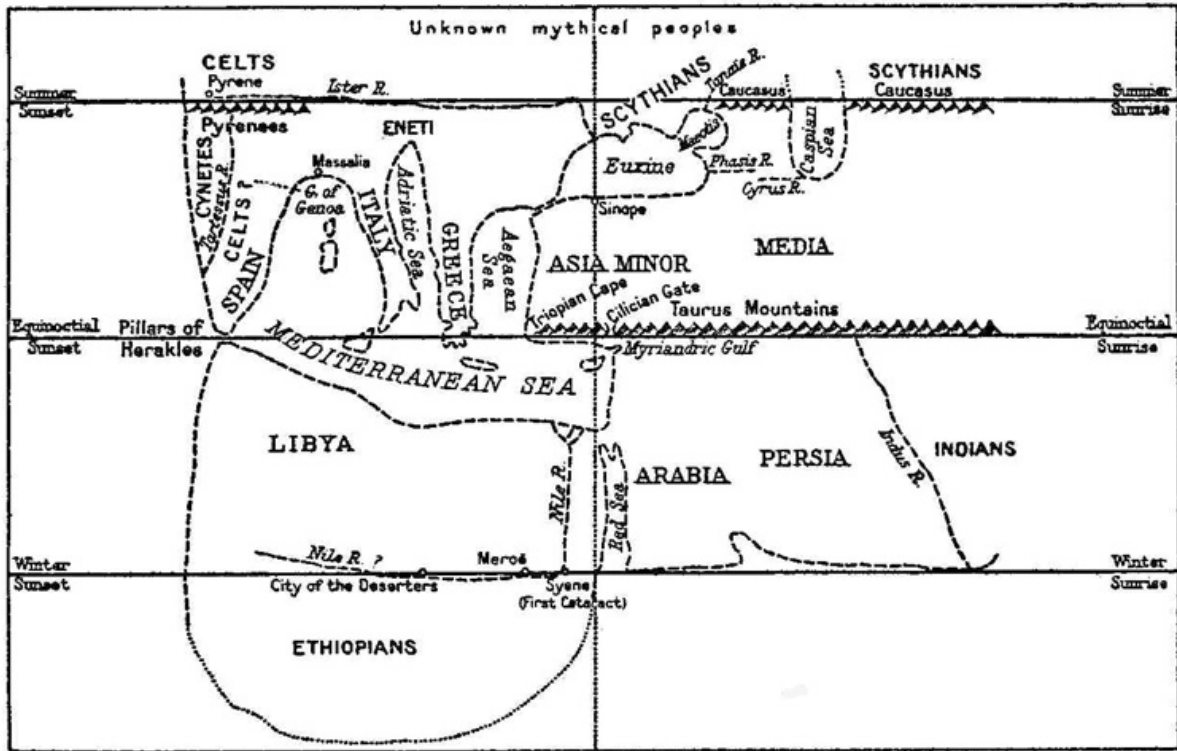 Unknown mythical peoples
CELTS
Pyrene
Ister R.
SCYTHIANS
Tanais R.
Caucasus
SCYTHIANS
Caucasus
Summer
Sunset
Summer
Sunrise
Pyrenees
ENETI
Maeotis
Caspian
Sea
CYNETES
Tartessus R.
CELTS ?
Massalia
G. of
Genoa
ITALY
Adriatic Sea
Euxine
Phasis R.
Cyrus R.
Sinope
SPAIN
GREECE
Aegaean
Sea
ASIA MINOR
MEDIA
Triopian Cape
Cilician Gate
Taurus Mountains
Equinoctial
Sunset
Pillars of
Herakles
Equinoctial
Sunrise
MEDITERRANEAN SEA
Myriandric Gulf
LIBYA
Nile R.
Red Sea
ARABIA
PERSIA
Indus R.
INDIANS
Winter
Sunset
Nile R. ?
Meroë
Winter
Sunrise
City of the Deserters
Syene
(First Cataract)
ETHIOPIANS